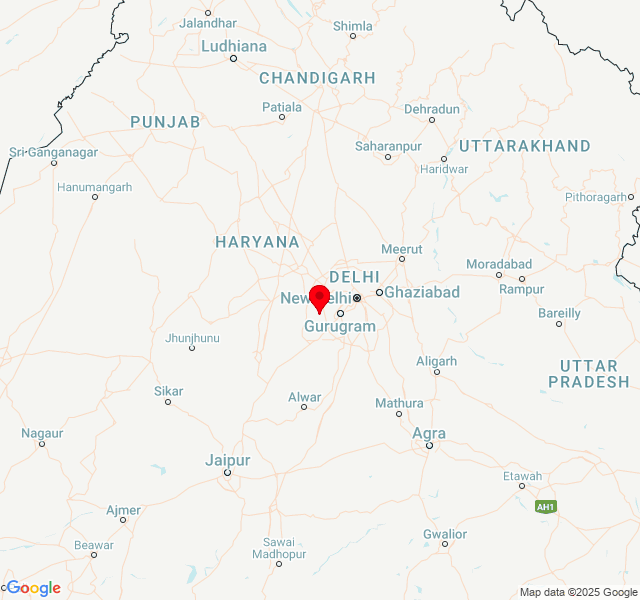 Jalandhar
Shimla
Ludhiana
CHANDIGARH
Patiala
Dehradun
PUNJAB
Saharanpur
UTTARAKHAND
Sri Ganganagar
Haridwar
Hanumangarh
Pithoragarh
HARYANA
Meerut
Moradabad
DELHI
Rampur
Ghaziabad
Gurugram
Bareilly
Jhunjhunu
Aligarh
UTTAR
PRADESH
Sikar
Alwar
Mathura
Nagaur
Agra
Jaipur
Etawah
AH1
Ajmer
Gwalior
Sawai
Madhopur
Beawar
Google
Map data ©2025 Google